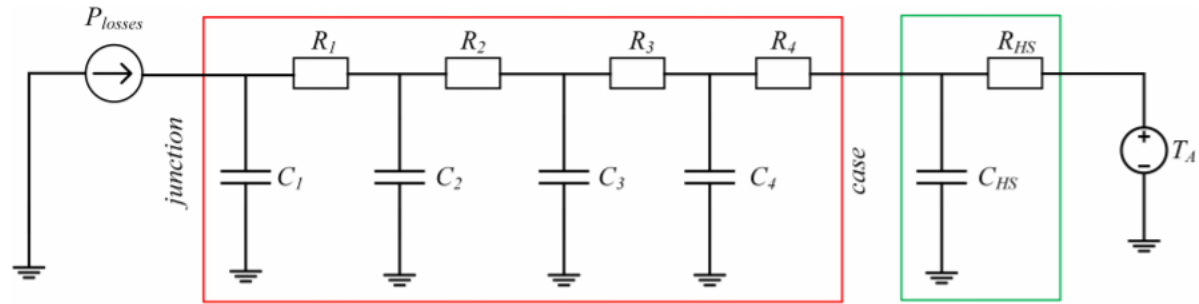 P_losses
R_1 R_2 R_3 R_4 R_HS
junction C_1 C_2 C_3 C_4 case C_HS + − T_A